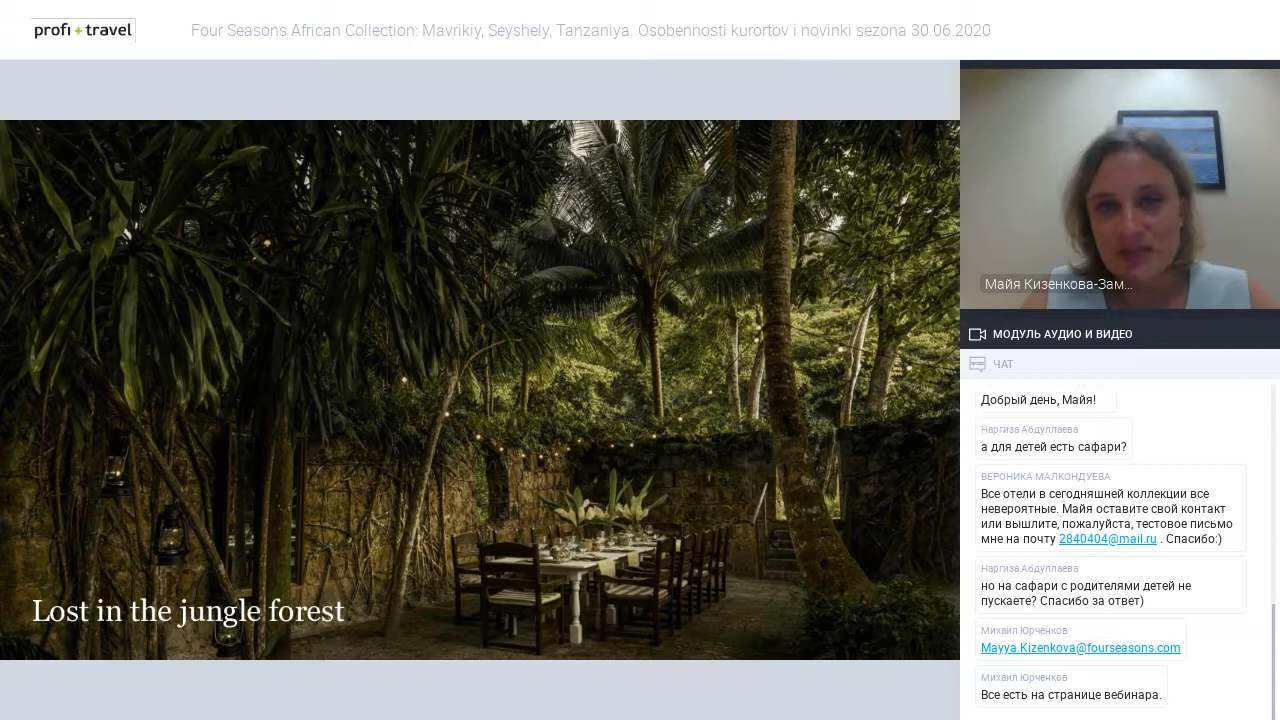 profi + travel
Four Seasons African Collection: Mavrikiy, Seyshely, Tanzaniya. Osobennosti kurortov i novinki sezona 30.06.2020
Lost in the jungle forest
Майя Кизенкова-Зам...
МОДУЛЬ АУДИО И ВИДЕО
ЧАТ
Добрый день, Майя!
Наргиза Абдуллаева
а для детей есть сафари?
ВЕРОНИКА МАЛКОНДУЕВА
Все отели в сегодняшней коллекции все
невероятные. Майя оставите свой контакт
или вышлите, пожалуйста, тестовое письмо
мне на почту 2840404@mail.ru . Спасибо:)
Наргиза Абдуллаева
но на сафари с родителями детей не
пускаете? Спасибо за ответ)
Михаил Юрченков
Mayya.Kizenkova@fourseasons.com
Михаил Юрченков
Все есть на странице вебинара.